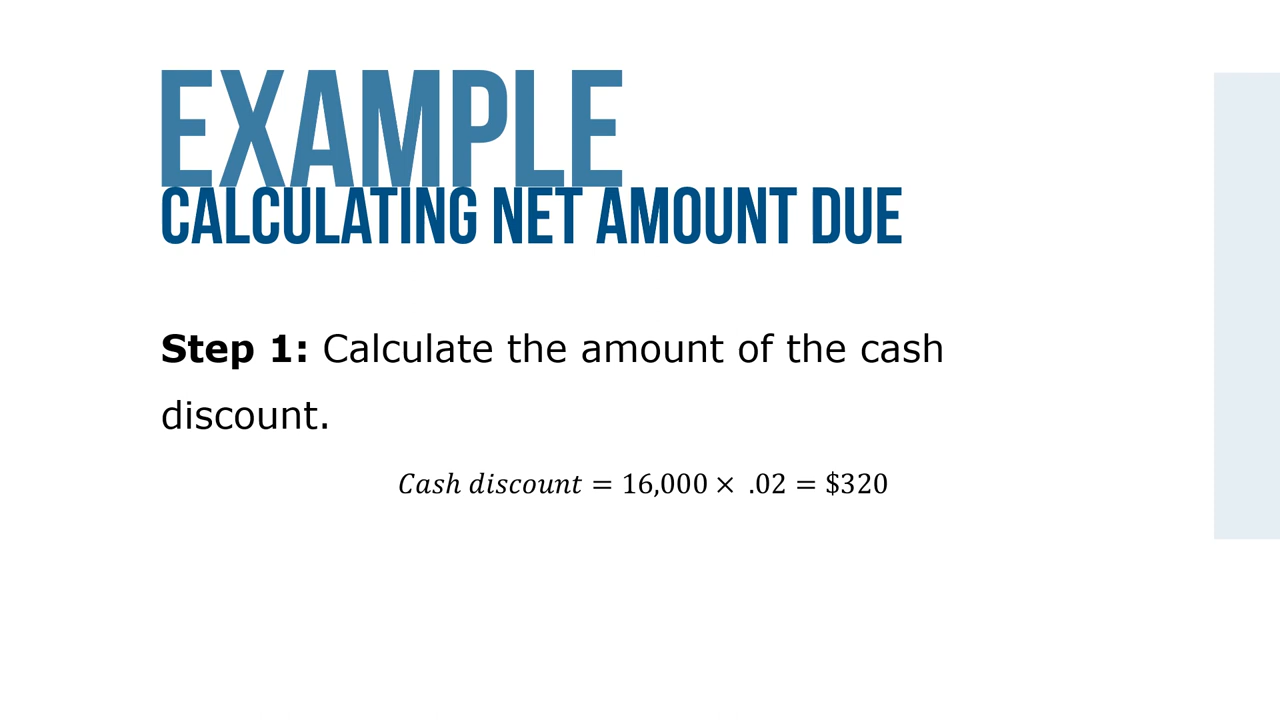 EXAMPLE
CALCULATING NET AMOUNT DUE
Step 1: Calculate the amount of the cash
discount.
Cash discount = 16,000 × .02 = $320